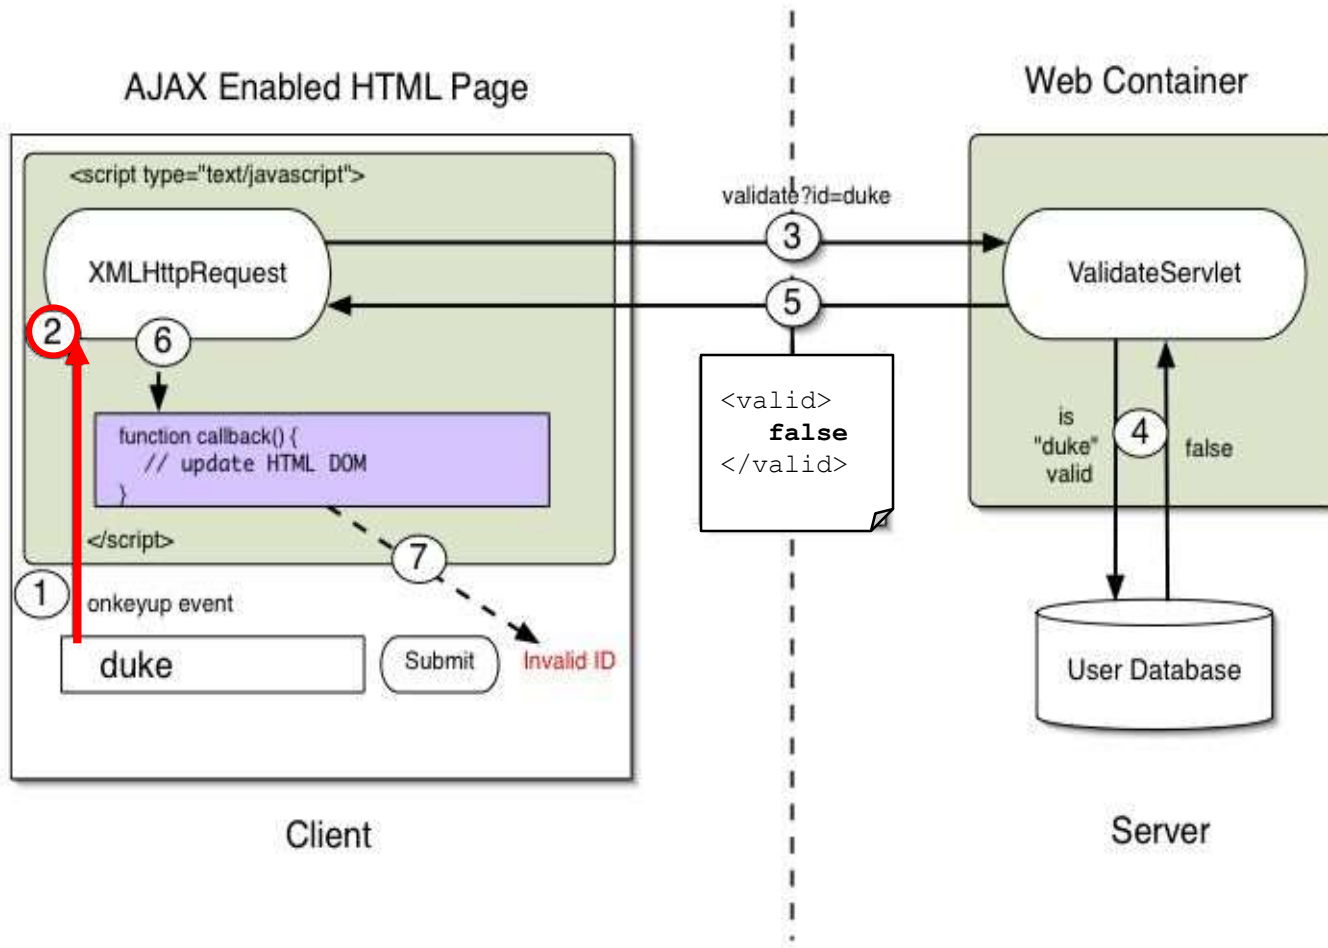 AJAX Enabled HTML Page
Web Container
<script type="text/javascript">
validate?id=duke
3
XMLHttpRequest
ValidateServlet
5
2
6
<valid>
false
</valid>
is
"duke"
valid
4
false
function callback() {
// update HTML DOM
}
</script>
7
1
onkeyup event
duke
Submit
Invalid ID
User Database
Client
Server